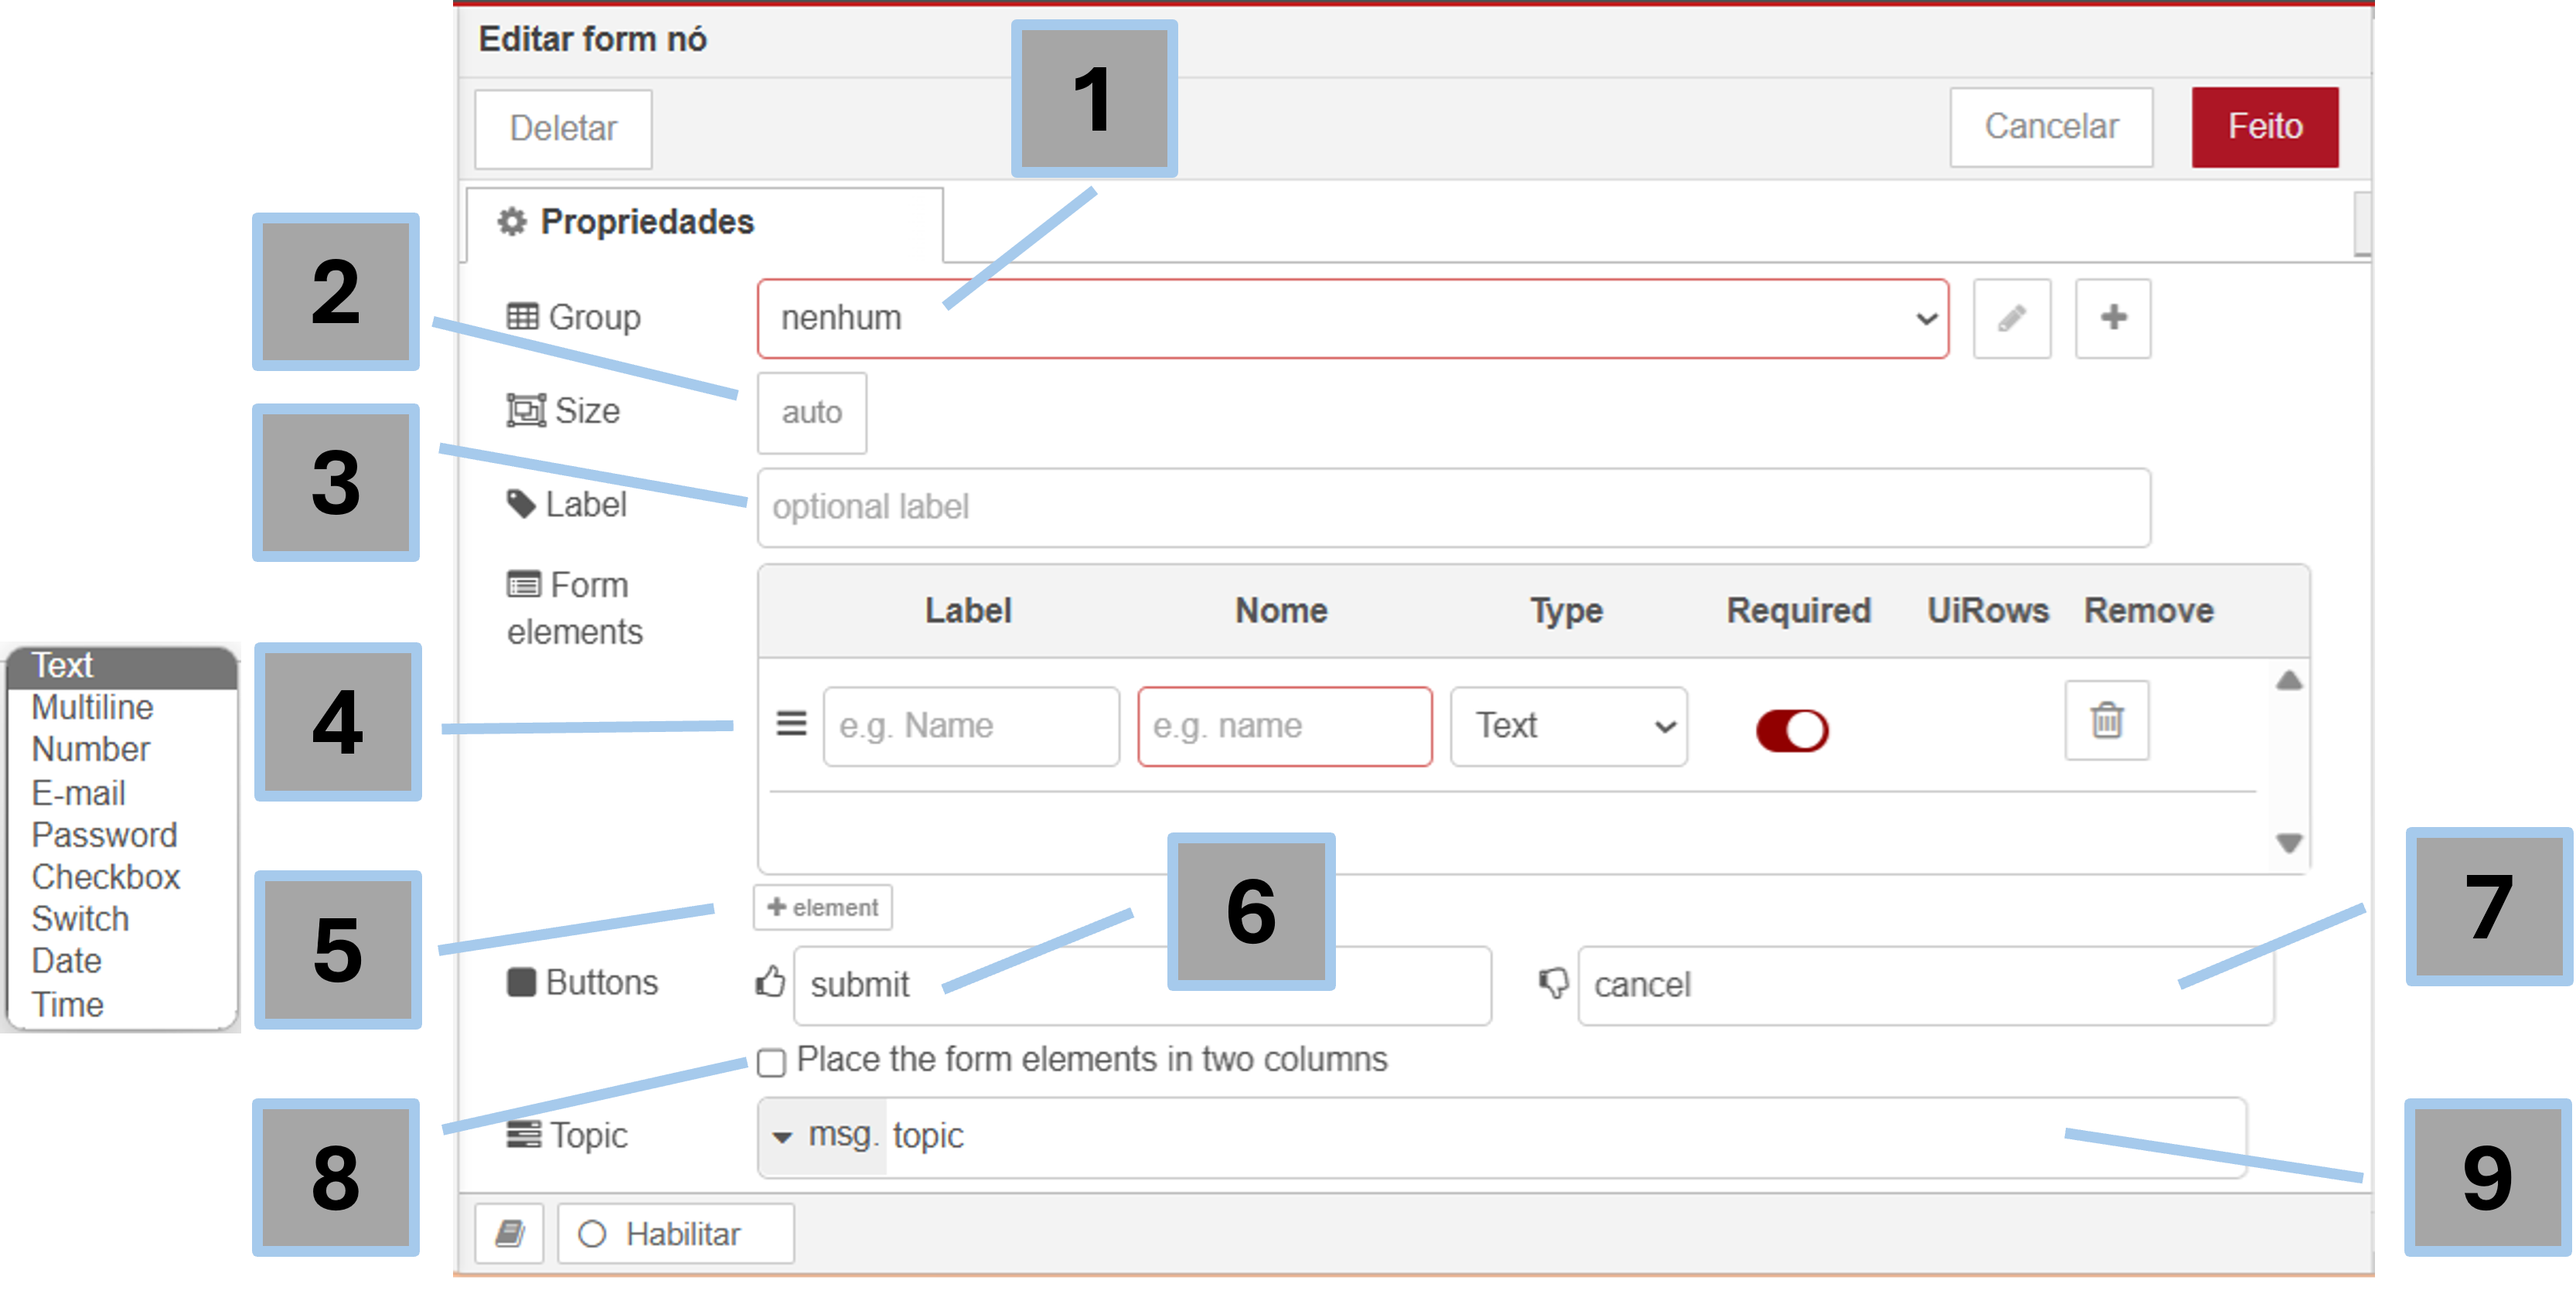 Editar form nó
1
Deletar
Cancelar
Feito
Propriedades
2
Group
nenhum
Size
auto
3
Label
optional label
Form
elements
Label Nome Type Required UiRows Remove
4
e.g. Name
e.g. name
Text
Text
Multiline
Number
E-mail
Password
Checkbox
Switch
Date
Time
5
+ element
6
7
Buttons
submit
cancel
Place the form elements in two columns
8
Topic
msg. topic
9
Habilitar